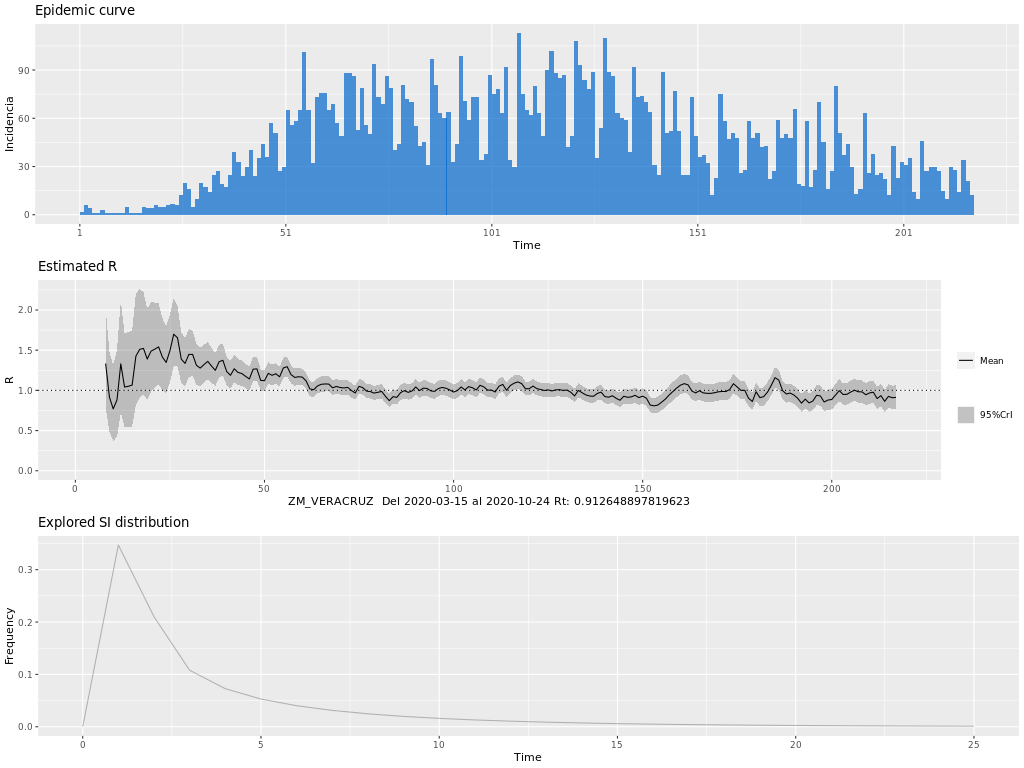 Epidemic curve
Incidencia
90
60
30
0
1 51 101 151 201
Time
Estimated R
R
2.0
1.5
1.0
0.5
0.0
0 50 100 150 200
Mean
95%CrI
ZM_VERACRUZ Del 2020-03-15 al 2020-10-24 Rt: 0.912648897819623
Explored SI distribution
Frequency
0.3
0.2
0.1
0.0
0 5 10 15 20 25
Time